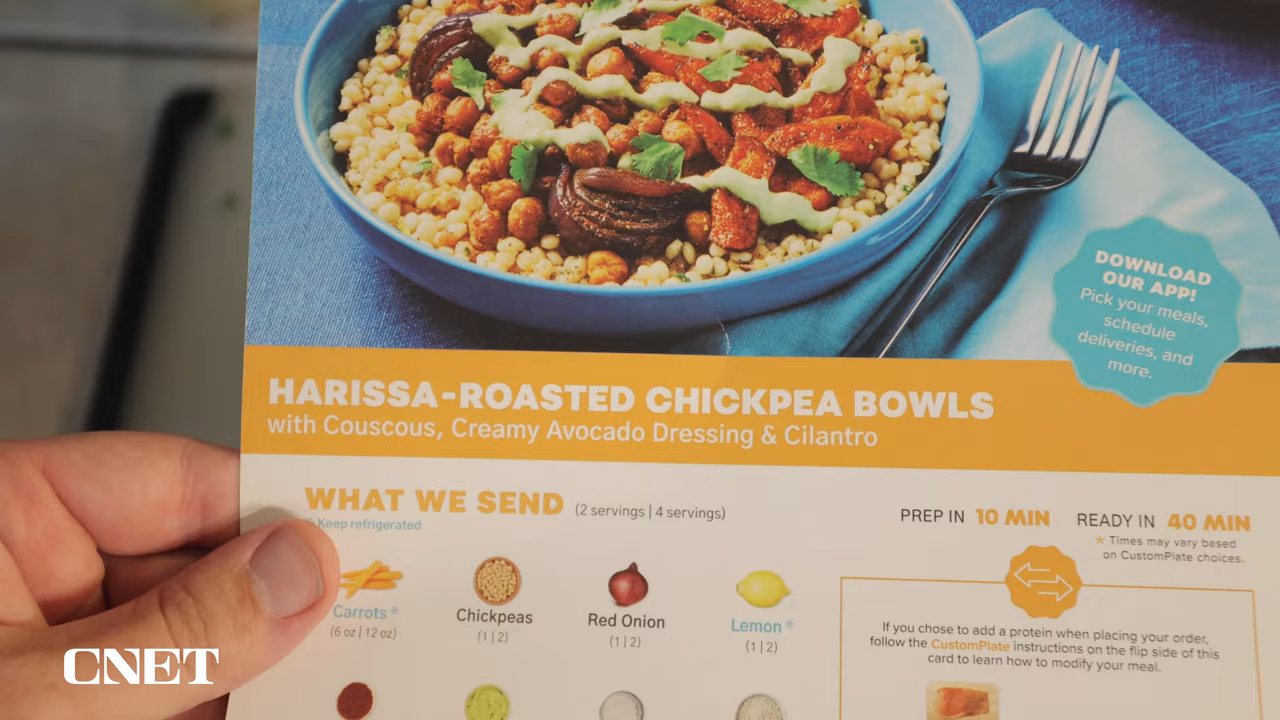 DOWNLOAD
OUR APP!
Pick your meals,
schedule
deliveries, and
more.
HARISSA-ROASTED CHICKPEA BOWLS
with Couscous, Creamy Avocado Dressing & Cilantro
WHAT WE SEND (2 servings | 4 servings)
* Keep refrigerated
PREP IN 10 MIN READY IN 40 MIN
* Times may vary based
on CustomPlate choices.
Carrots *
(6 oz | 12 oz)
Chickpeas
(1 | 2)
Red Onion
(1 | 2)
Lemon *
(1 | 2)
If you chose to add a protein when placing your order,
follow the CustomPlate instructions on the flip side of this
card to learn how to modify your meal.
CNET